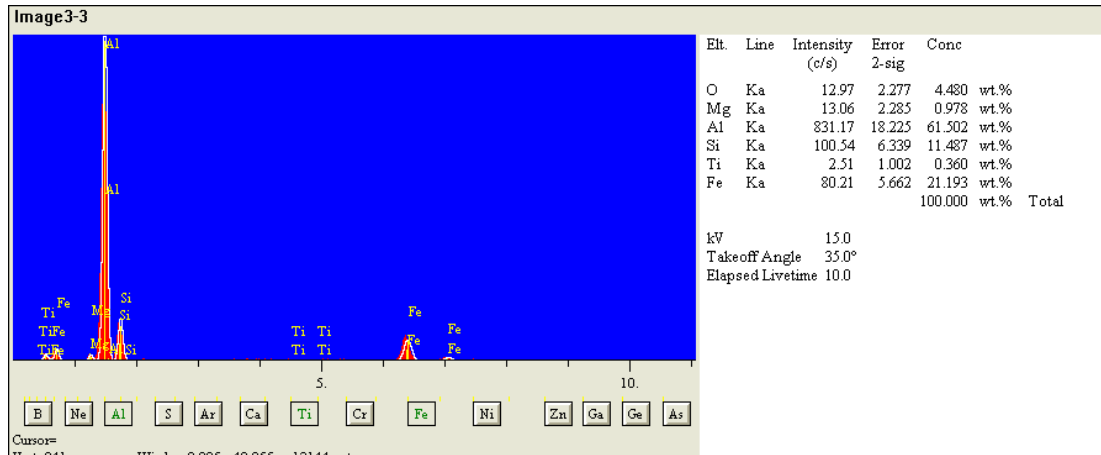 Image3-3
Elt. Line Intensity Error Conc
(c/s) 2-sig
O Ka 12.97 2.277 4.480 wt.%
Mg Ka 13.06 2.285 0.978 wt.%
Al Ka 831.17 18.225 61.502 wt.%
Si Ka 100.54 6.339 11.487 wt.%
Ti Ka 2.51 1.002 0.360 wt.%
Fe Ka 80.21 5.662 21.193 wt.%
100.000 wt.% Total
kV 15.0
Takeoff Angle 35.0°
Elapsed Livetime 10.0
Al
Al
Ti Fe Mg Si Si Fe
TiFe Ti Ti Fe
TiFe Mg Si Ti Ti Fe Fe
5. 10.
B Ne Al S Ar Ca Ti Cr Fe Ni Zn Ga Ge As
Cursor=